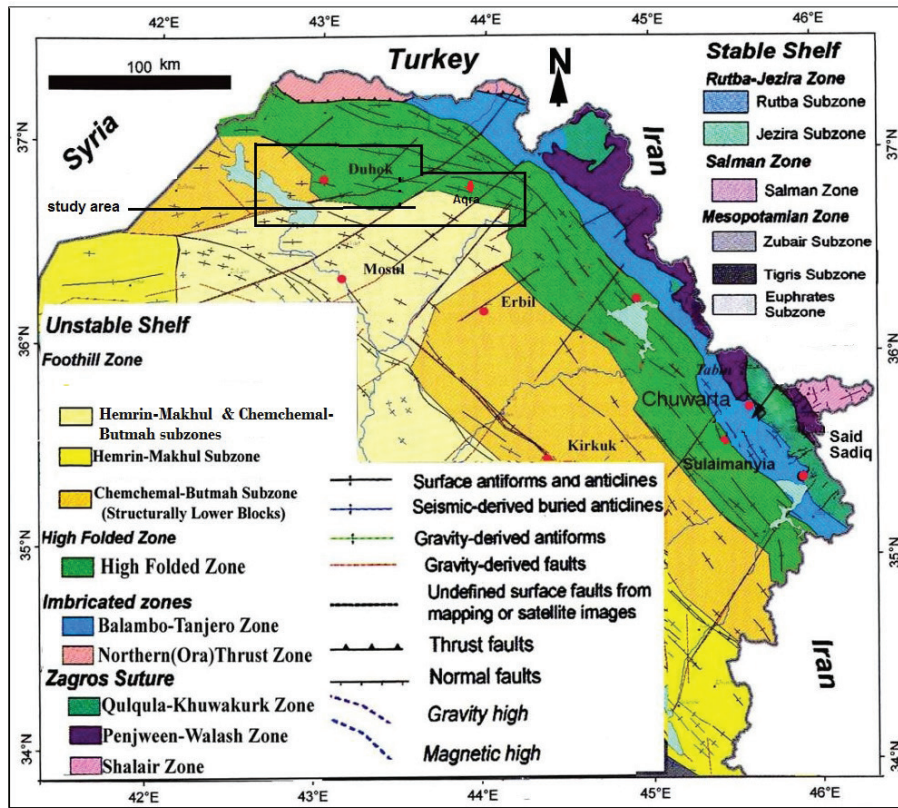 42°E 43°E 44°E 45°E 46°E
100 km
Turkey
N
Syria
Iran
37°N
37°N
Duhok
Aqra
study area
Mosul
Erbil
36°N
36°N
Tabin
Chuwarta
Said
Sadiq
Kirkuk
Sulaimanyia
35°N
35°N
Iran
34°N
34°N
42°E 43°E 44°E 45°E 46°E
Stable Shelf
Rutba-Jezira Zone
Rutba Subzone
Jezira Subzone
Salman Zone
Salman Zone
Mesopotamian Zone
Zubair Subzone
Tigris Subzone
Euphrates
Subzone
Unstable Shelf
Foothill Zone
Hemrin-Makhul & Chemchemal-
Butmah subzones
Hemrin-Makhul Subzone
Chemchemal-Butmah Subzone
(Structurally Lower Blocks)
High Folded Zone
High Folded Zone
Imbricated zones
Balambo-Tanjero Zone
Northern(Ora)Thrust Zone
Zagros Suture
Qulqula-Khuwakurk Zone
Penjween-Walash Zone
Shalair Zone
Surface antiforms and anticlines
Seismic-derived buried anticlines
Gravity-derived antiforms
Gravity-derived faults
Undefined surface faults from
mapping or satellite images
Thrust faults
Normal faults
Gravity high
Magnetic high